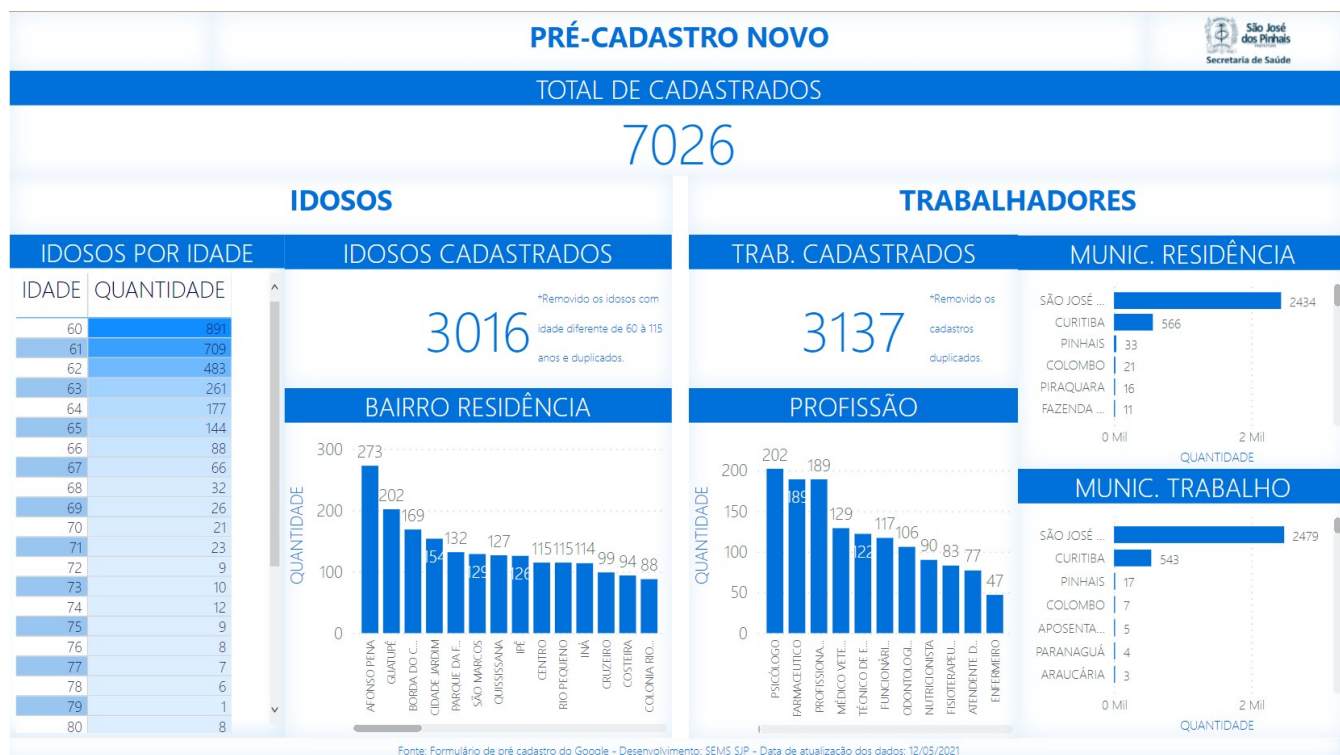 PRÉ-CADASTRO NOVO
São José
dos Pinhais
PREFEITURA
Secretaria de Saúde
TOTAL DE CADASTRADOS
7026
IDOSOS
TRABALHADORES
IDOSOS POR IDADE
IDADE QUANTIDADE
60 891
61 709
62 483
63 261
64 177
65 144
66 88
67 66
68 32
69 26
70 21
71 23
72 9
73 10
74 12
75 9
76 8
77 7
78 6
79 1
80 8
IDOSOS CADASTRADOS
3016
*Removido os idosos com
idade diferente de 60 à 115
anos e duplicados.
BAIRRO RESIDÊNCIA
QUANTIDADE
300
200
100
0
273
202
169
154
132
129
127
126
115
115
114
99
94
88
AFONSO PENA
GUATUPÊ
BORDA DO C...
CIDADE JARDIM
PARQUE DA F...
SÃO MARCOS
QUISSISSANA
IPÊ
CENTRO
RIO PEQUENO
INÁ
CRUZEIRO
COSTEIRA
COLONIA RIO...
TRAB. CADASTRADOS
3137
*Removido os
cadastros
duplicados.
PROFISSÃO
QUANTIDADE
200
150
100
50
0
202
189
189
129
122
117
106
90
83
77
47
PSICÓLOGO
FARMACEUTICO
PROFISSIONA...
MÉDICO VETE...
TÉCNICO DE E...
FUNCIONÁRI...
ODONTOLOGI...
NUTRICIONISTA
FISIOTERAPEU...
ATENDENTE D...
ENFERMEIRO
MUNIC. RESIDÊNCIA
SÃO JOSÉ ... 2434
CURITIBA 566
PINHAIS 33
COLOMBO 21
PIRAQUARA 16
FAZENDA ... 11
0 Mil 2 Mil
QUANTIDADE
MUNIC. TRABALHO
SÃO JOSÉ ... 2479
CURITIBA 543
PINHAIS 17
COLOMBO 7
APOSENTA... 5
PARANAGUÁ 4
ARAUCÁRIA 3
0 Mil 2 Mil
QUANTIDADE
Fonte: Formulário de pré cadastro do Google - Desenvolvimento: SEMS SJP - Data de atualização dos dados: 12/05/2021